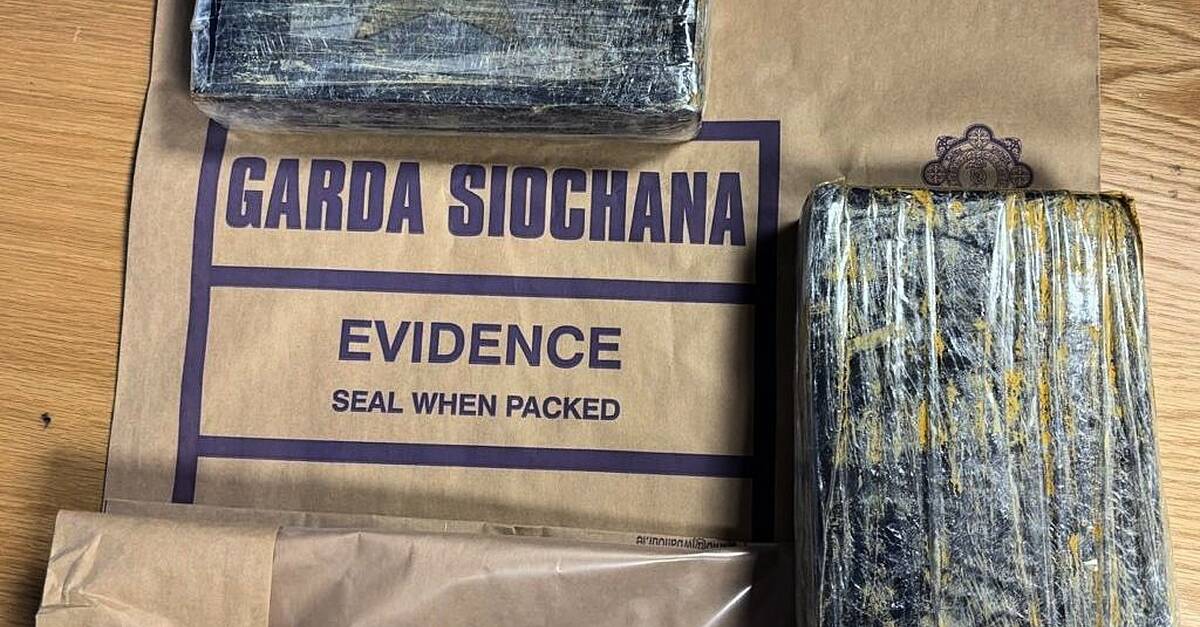 GARDA SIOCHANA
EVIDENCE
SEAL WHEN PACKED